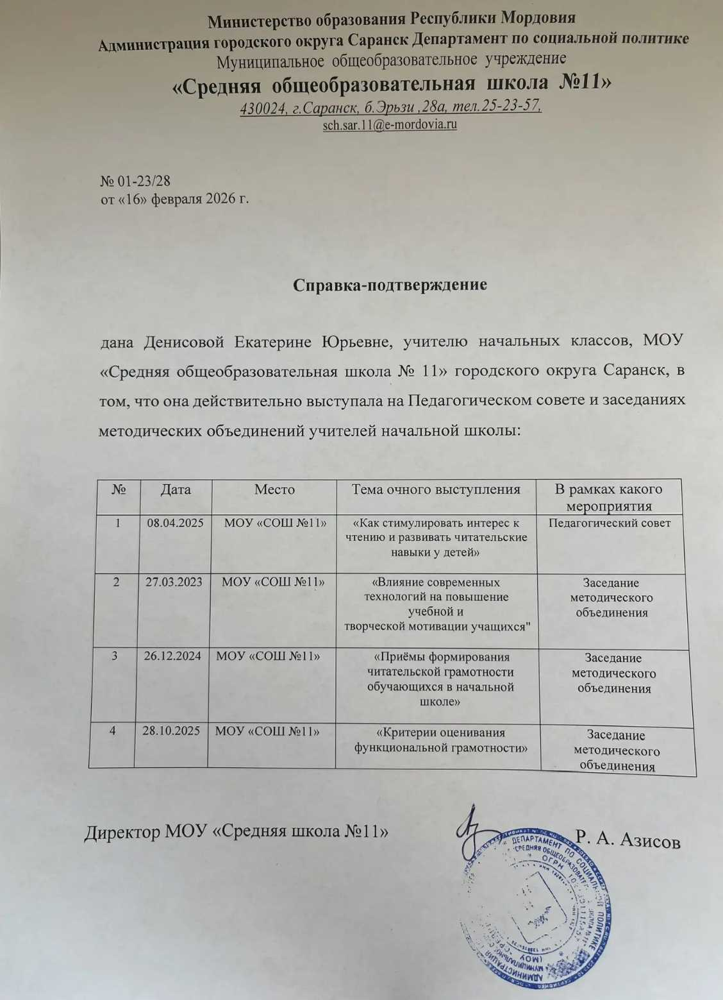 Министерство образования Республики Мордовия
Администрация городского округа Саранск Департамент по социальной политике
Муниципальное общеобразовательное учреждение
«Средняя общеобразовательная школа №11»
430024, г.Саранск, б.Эрьзи ,28а, тел.25-23-57,
sch.sar.11@e-mordovia.ru
№ 01-23/28
от «16» февраля 2026 г.
Справка-подтверждение
дана Денисовой Екатерине Юрьевне, учителю начальных классов, МОУ
«Средняя общеобразовательная школа № 11» городского округа Саранск, в
том, что она действительно выступала на Педагогическом совете и заседаниях
методических объединений учителей начальной школы:
№ Дата Место Тема очного выступления В рамках какого
мероприятия
1 08.04.2025 МОУ «СОШ №11» «Как стимулировать интерес к Педагогический совет
чтению и развивать читательские
навыки у детей»
2 27.03.2023 МОУ «СОШ №11» «Влияние современных Заседание
технологий на повышение методического
учебной и объединения
творческой мотивации учащихся"
3 26.12.2024 МОУ «СОШ №11» «Приёмы формирования Заседание
читательской грамотности методического
обучающихся в начальной объединения
школе»
4 28.10.2025 МОУ «СОШ №11» «Критерии оценивания Заседание
функциональной грамотности» методического
объединения
Директор МОУ «Средняя школа №11» Р. А. Азисов
ДЕПАРТАМЕНТ ПО СОЦИАЛЬНОЙ ПОЛИТИКЕ
СРЕДНЯЯ ОБЩЕОБРАЗОВАТЕЛ
ОГРН
(МОУ
МУНИЦИПАЛЬНО
АДМИНИСТРАЦИЯ